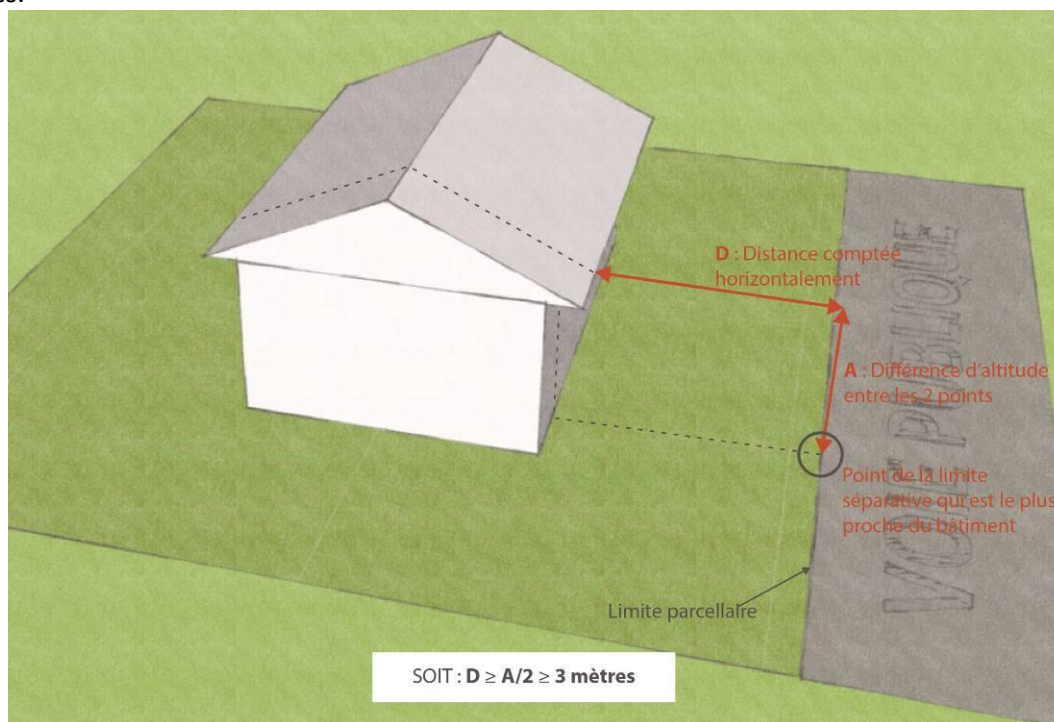 D : Distance comptée
horizontalement
A : Différence d'altitude
entre les 2 points
Point de la limite
séparative qui est le plus
proche du bâtiment
VOIE PUBLIQUE
Limite parcellaire
SOIT : D ≥ A/2 ≥ 3 mètres